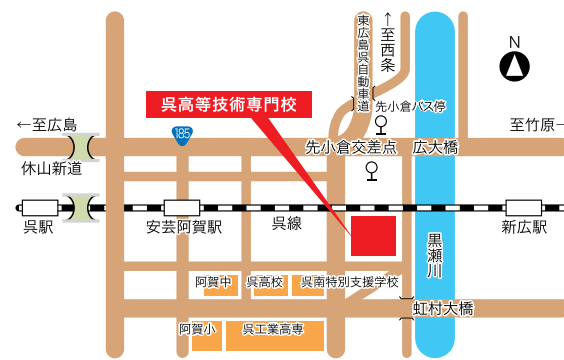 東広島呉自動車道
↑至西条
N
呉高等技術専門校
先小倉バス停
←至広島
185
至竹原→
先小倉交差点
広大橋
休山新道
呉駅
安芸阿賀駅
呉線
新広駅
黒瀬川
阿賀中
呉高校
呉南特別支援学校
虹村大橋
阿賀小
呉工業高専